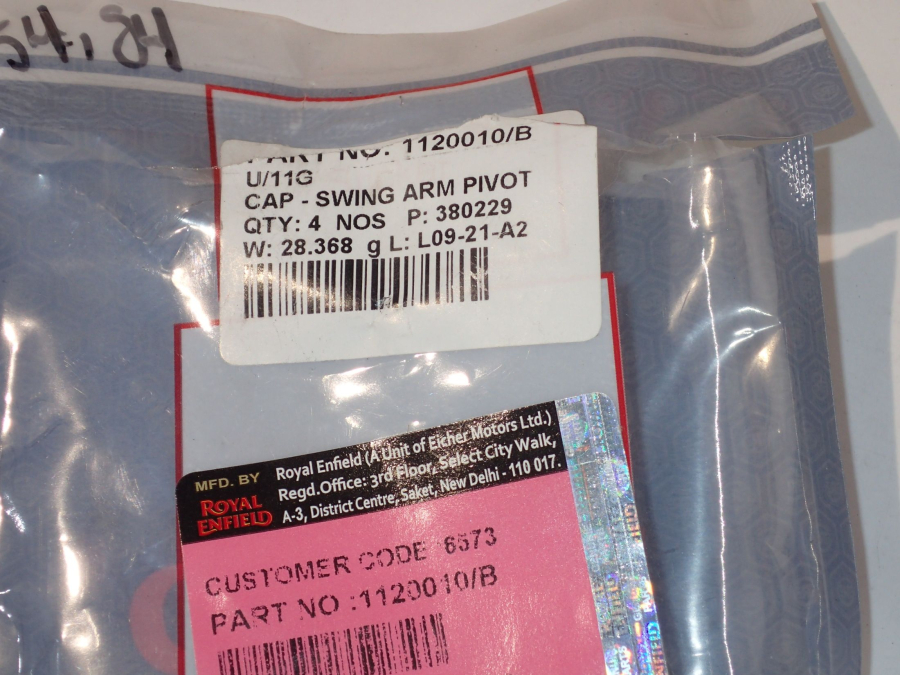 54,84
PART NO: 1120010/B
U/11G
CAP - SWING ARM PIVOT
QTY: 4 NOS P: 380229
W: 28.368 g L: L09-21-A2
MFD. BY
ROYAL
ENFIELD
Royal Enfield (A Unit of Eicher Motors Ltd.)
Regd.Office: 3rd Floor, Select City Walk,
A-3, District Centre, Saket, New Delhi - 110 017.
CUSTOMER CODE 6573
PART NO :1120010/B